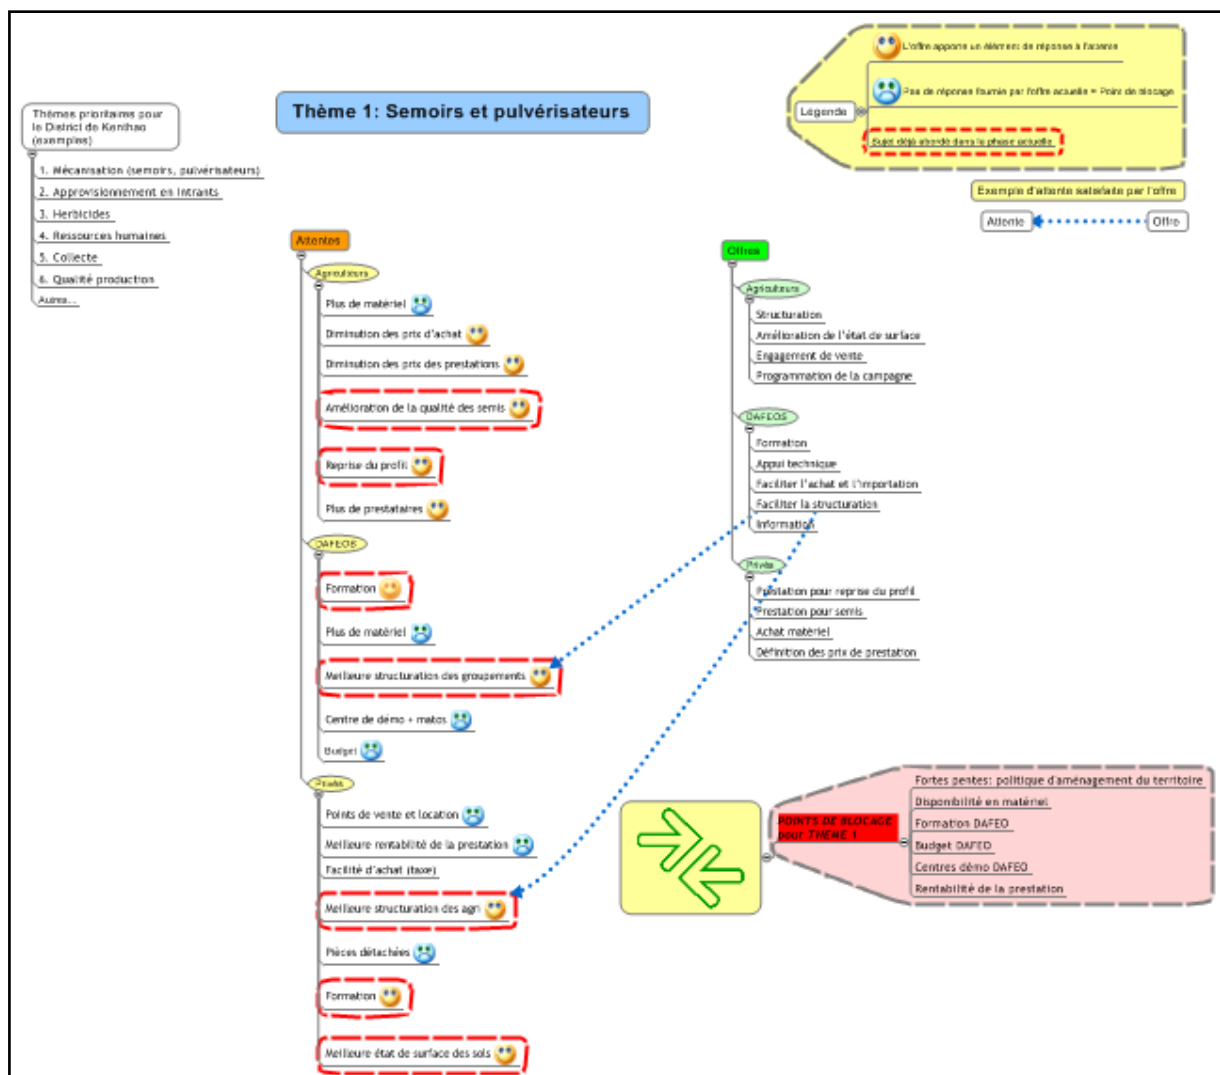 Thème 1: Semoirs et pulvérisateurs
Thèmes prioritaires pour
le District de Kenthao
(exemples)
1. Mécanisation (semoirs, pulvérisateurs)
2. Approvisionnement en intrants
3. Herbicides
4. Ressources humaines
5. Collecte
6. Qualité production
Autres...
L'offre apporte un élément de réponse à l'attente
Légende
Pas de réponse fournie par l'offre actuelle = Point de blocage
Sujet déjà abordé dans la phase actuelle
Exemple d'attente satisfaite par l'offre
Attente
Offre
Attentes
Agriculteurs
Plus de matériel
Diminution des prix d'achat
Diminution des prix des prestations
Amélioration de la qualité des semis
Reprise du profil
Plus de prestataires
DAFEOS
Formation
Plus de matériel
Meilleure structuration des groupements
Centre de démo + matos
Budget
Privés
Points de vente et location
Meilleure rentabilité de la prestation
Facilité d'achat (taxe)
Meilleure structuration des agri
Pièces détachées
Formation
Meilleure état de surface des sols
Offres
Agriculteurs
Structuration
Amélioration de l'état de surface
Engagement de vente
Programmation de la campagne
DAFEOS
Formation
Appui technique
Faciliter l'achat et l'importation
Faciliter la structuration
Information
Privés
Prestation pour reprise du profil
Prestation pour semis
Achat matériel
Définition des prix de prestation
POINTS DE BLOCAGE
pour THEME 1
Fortes pentes: politique d'aménagement du territoire
Disponibilité en matériel
Formation DAFEO
Budget DAFEO
Centres démo DAFEO
Rentabilité de la prestation